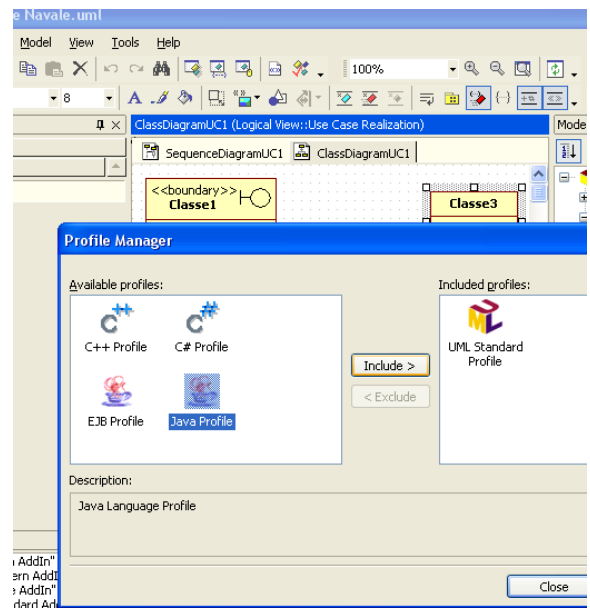 e Navale.uml
Model View Tools Help
100%
8
ClassDiagramUC1 (Logical View::Use Case Realization)
Mode
SequenceDiagramUC1 ClassDiagramUC1
<<boundary>>
Classe1
Classe3
Profile Manager
Available profiles:
Included profiles:
C++ Profile C# Profile
UML Standard
Profile
Include >
< Exclude
EJB Profile Java Profile
Description:
Java Language Profile
AddIn"
ern AddI
AddIn"
dard Ad
Close